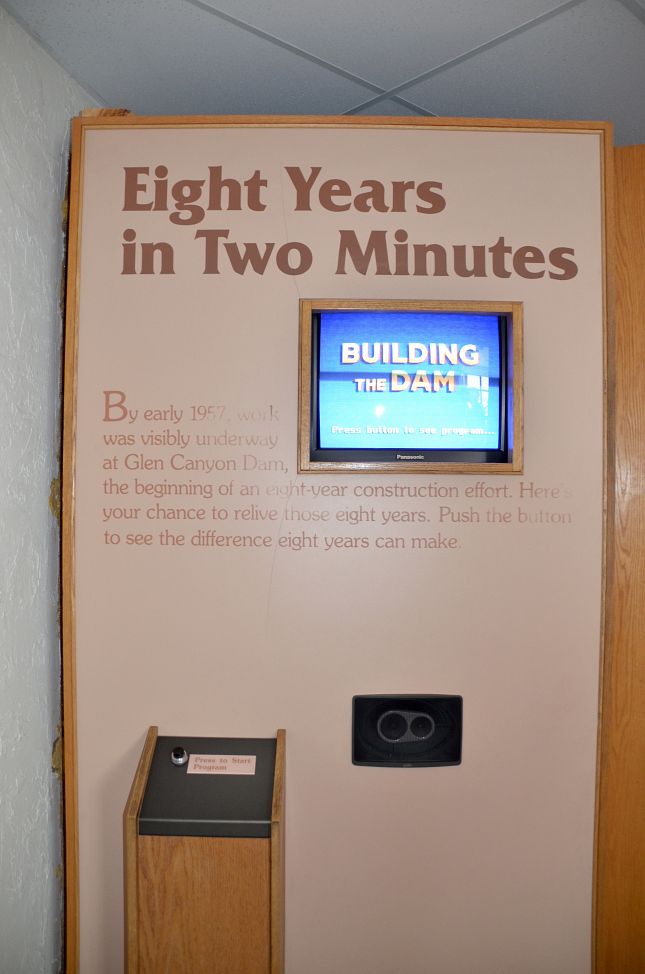 Eight Years
in Two Minutes
BUILDING
THE DAM
Press button to see program...
Panasonic
By early 1957, work
was visibly underway
at Glen Canyon Dam,
the beginning of an eight-year construction effort. Here's
your chance to relive those eight years. Push the button
to see the difference eight years can make.
Press to Start
Program